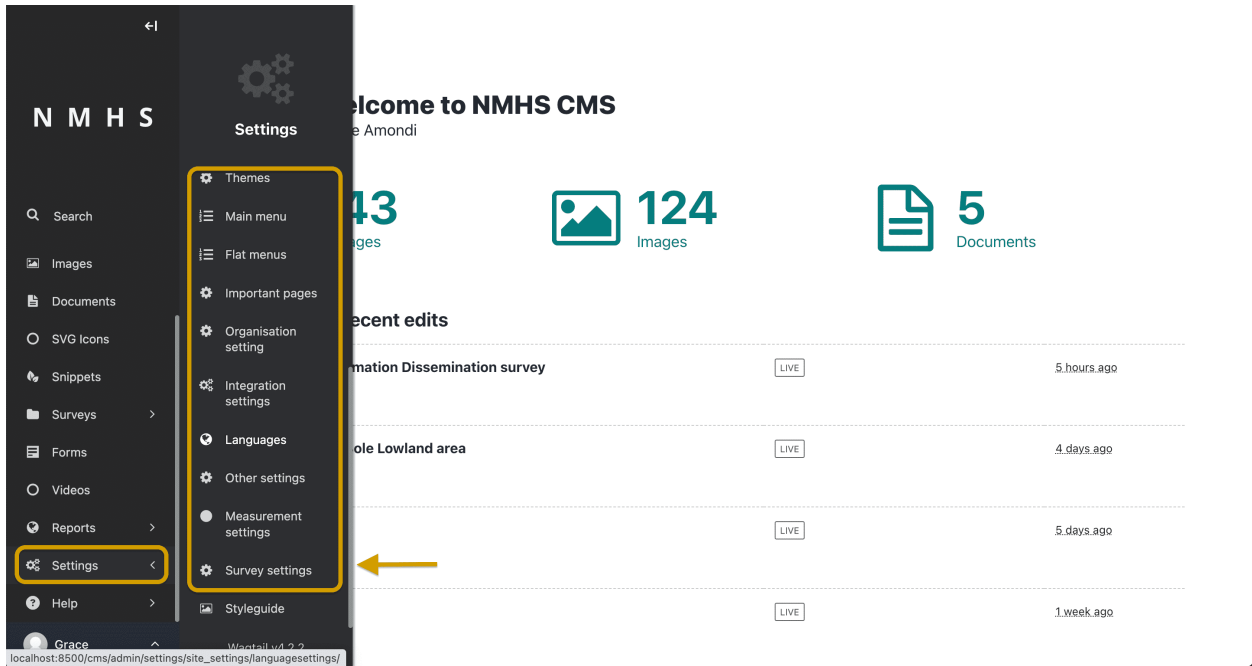 NMHS
Search
Images
Documents
SVG Icons
Snippets
Surveys
Forms
Videos
Reports
Settings
Help
Grace
localhost:8500/cms/admin/settings/site_settings/languagesettings/
Settings
Themes
Main menu
Flat menus
Important pages
Organisation
setting
Integration
settings
Languages
Other settings
Measurement
settings
Survey settings
Styleguide
Wagtail v4.2.2
elcome to NMHS CMS
e Amondi
43
ages
124
Images
5
Documents
ecent edits
mation Dissemination survey
LIVE
5 hours ago
ole Lowland area
LIVE
4 days ago
LIVE
5 days ago
LIVE
1 week ago